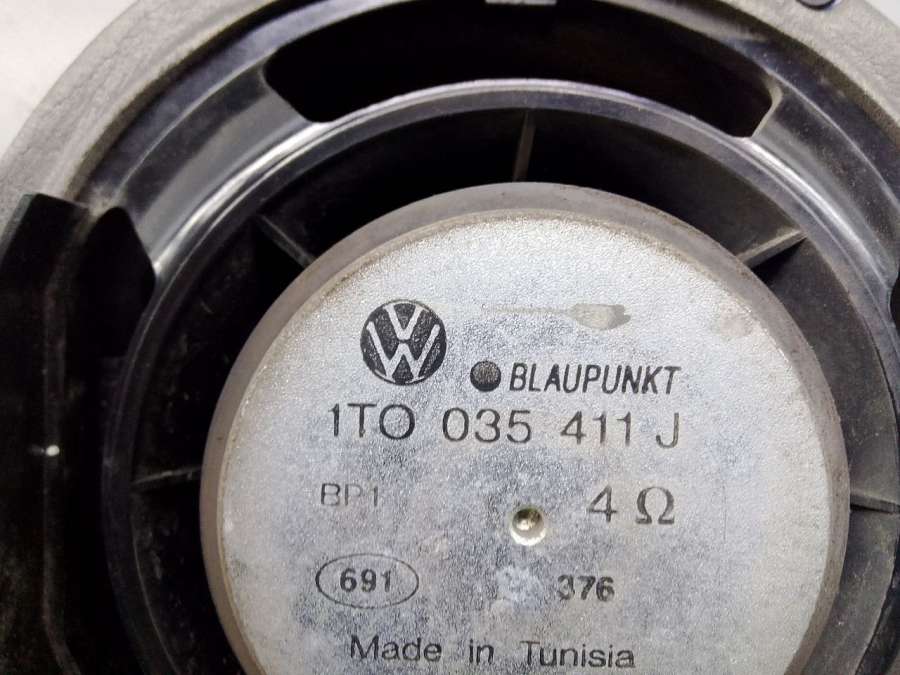 BLAUPUNKT
1TO 035 411 J
BP1 4 Ω
691 376
Made in Tunisia